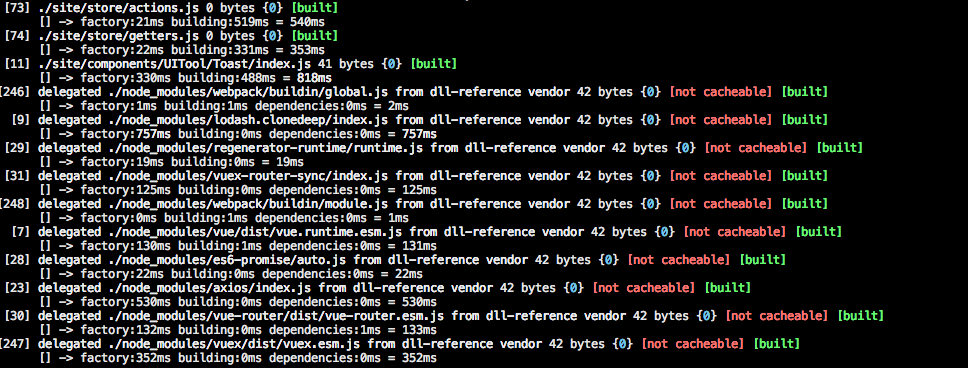 [73] ./site/store/actions.js 0 bytes {0} [built]
[] -> factory:21ms building:519ms = 540ms
[74] ./site/store/getters.js 0 bytes {0} [built]
[] -> factory:22ms building:331ms = 353ms
[11] ./site/components/UITool/Toast/index.js 41 bytes {0} [built]
[] -> factory:330ms building:488ms = 818ms
[246] delegated ./node_modules/webpack/buildin/global.js from dll-reference vendor 42 bytes {0} [not cacheable] [built]
[] -> factory:1ms building:1ms dependencies:0ms = 2ms
[9] delegated ./node_modules/lodash.clonedeep/index.js from dll-reference vendor 42 bytes {0} [not cacheable] [built]
[] -> factory:757ms building:0ms dependencies:0ms = 757ms
[29] delegated ./node_modules/regenerator-runtime/runtime.js from dll-reference vendor 42 bytes {0} [not cacheable] [built]
[] -> factory:19ms building:0ms = 19ms
[31] delegated ./node_modules/vuex-router-sync/index.js from dll-reference vendor 42 bytes {0} [not cacheable] [built]
[] -> factory:125ms building:0ms dependencies:0ms = 125ms
[248] delegated ./node_modules/webpack/buildin/module.js from dll-reference vendor 42 bytes {0} [not cacheable] [built]
[] -> factory:0ms building:1ms dependencies:0ms = 1ms
[7] delegated ./node_modules/vue/dist/vue.runtime.esm.js from dll-reference vendor 42 bytes {0} [not cacheable] [built]
[] -> factory:130ms building:1ms dependencies:0ms = 131ms
[28] delegated ./node_modules/es6-promise/auto.js from dll-reference vendor 42 bytes {0} [not cacheable] [built]
[] -> factory:22ms building:0ms dependencies:0ms = 22ms
[23] delegated ./node_modules/axios/index.js from dll-reference vendor 42 bytes {0} [not cacheable] [built]
[] -> factory:530ms building:0ms dependencies:0ms = 530ms
[30] delegated ./node_modules/vue-router/dist/vue-router.esm.js from dll-reference vendor 42 bytes {0} [not cacheable] [built]
[] -> factory:132ms building:0ms dependencies:1ms = 133ms
[247] delegated ./node_modules/vuex/dist/vuex.esm.js from dll-reference vendor 42 bytes {0} [not cacheable] [built]
[] -> factory:352ms building:0ms dependencies:0ms = 352ms